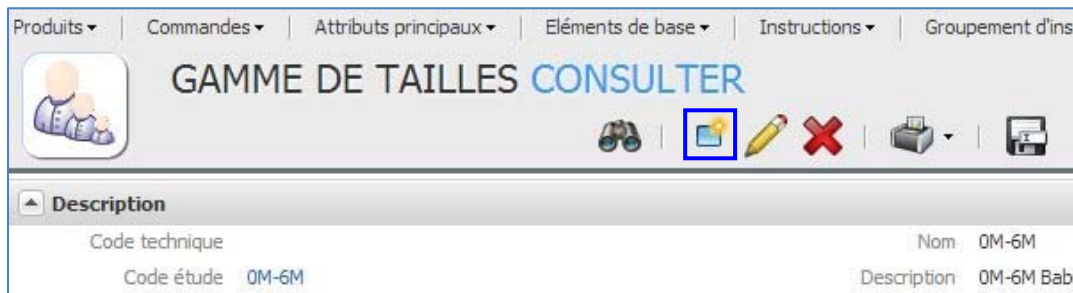 Produits | Commandes | Attributs principaux | Eléments de base | Instructions | Groupement d'ins
GAMME DE TAILLES CONSULTER
Description
Code technique Nom 0M-6M
Code étude 0M-6M Description 0M-6M Bab